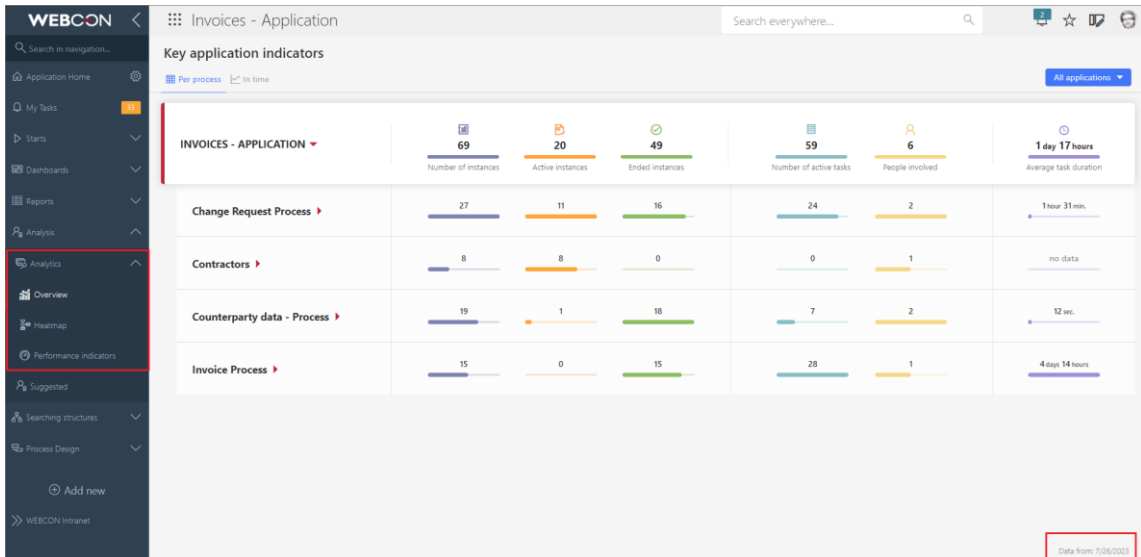 WEBCON
Invoices - Application
Search everywhere...
2
Search in navigation...
Application Home
My Tasks
33
Starts
Dashboards
Reports
Analysis
Analytics
Overview
Heatmap
Performance indicators
Suggested
Searching structures
Process Design
Add new
WEBCON Intranet
Key application indicators
Per process In time
All applications
INVOICES - APPLICATION
69 20 49 59 6 1 day 17 hours
Number of instances Active instances Ended instances Number of active tasks People involved Average task duration
Change Request Process 27 11 16 24 2 1 hour 31 min.
Contractors 8 8 0 0 1 no data
Counterparty data - Process 19 1 18 7 2 12 sec.
Invoice Process 15 0 15 28 1 4 days 14 hours
Data from: 7/26/2023